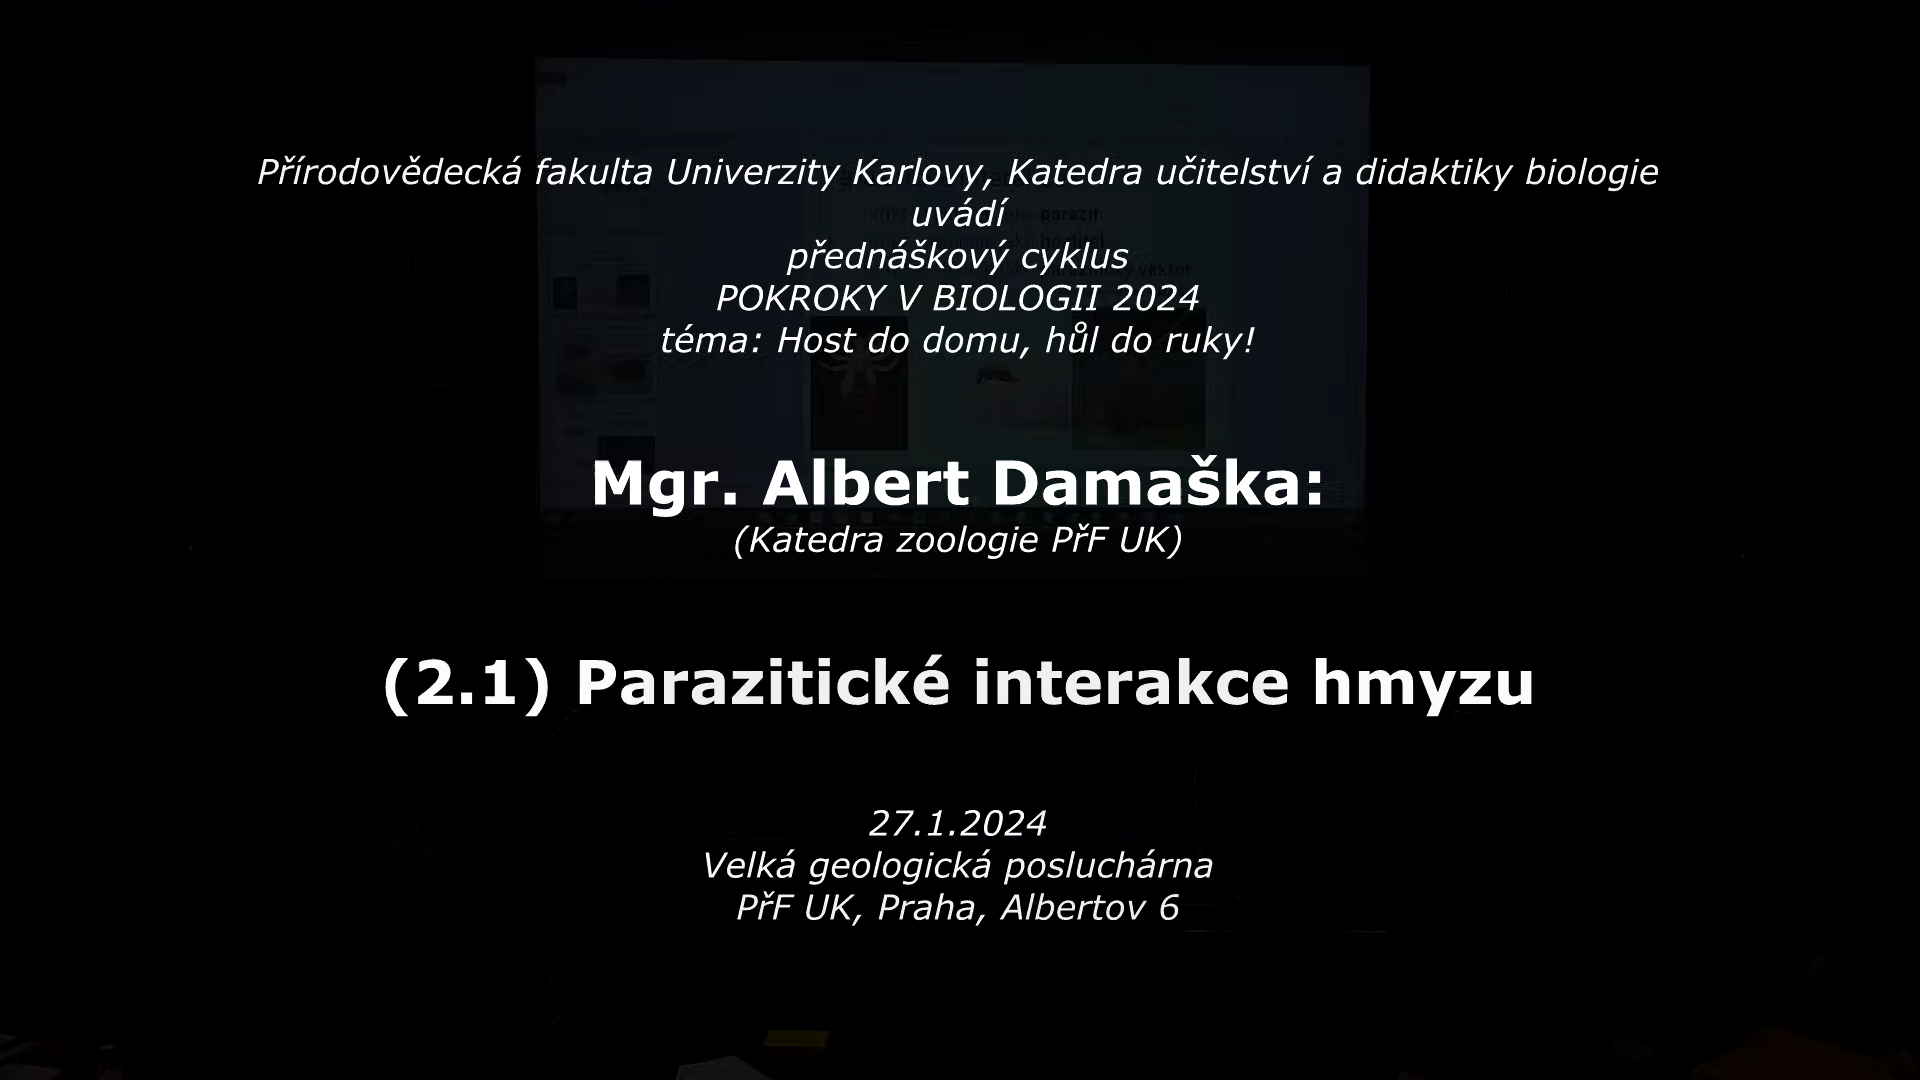 Přírodovědecká fakulta Univerzity Karlovy, Katedra učitelství a didaktiky biologie
uvádí
přednáškový cyklus
POKROKY V BIOLOGII 2024
téma: Host do domu, hůl do ruky!
Mgr. Albert Damaška:
(Katedra zoologie PřF UK)
(2.1) Parazitické interakce hmyzu
27.1.2024
Velká geologická posluchárna
PřF UK, Praha, Albertov 6